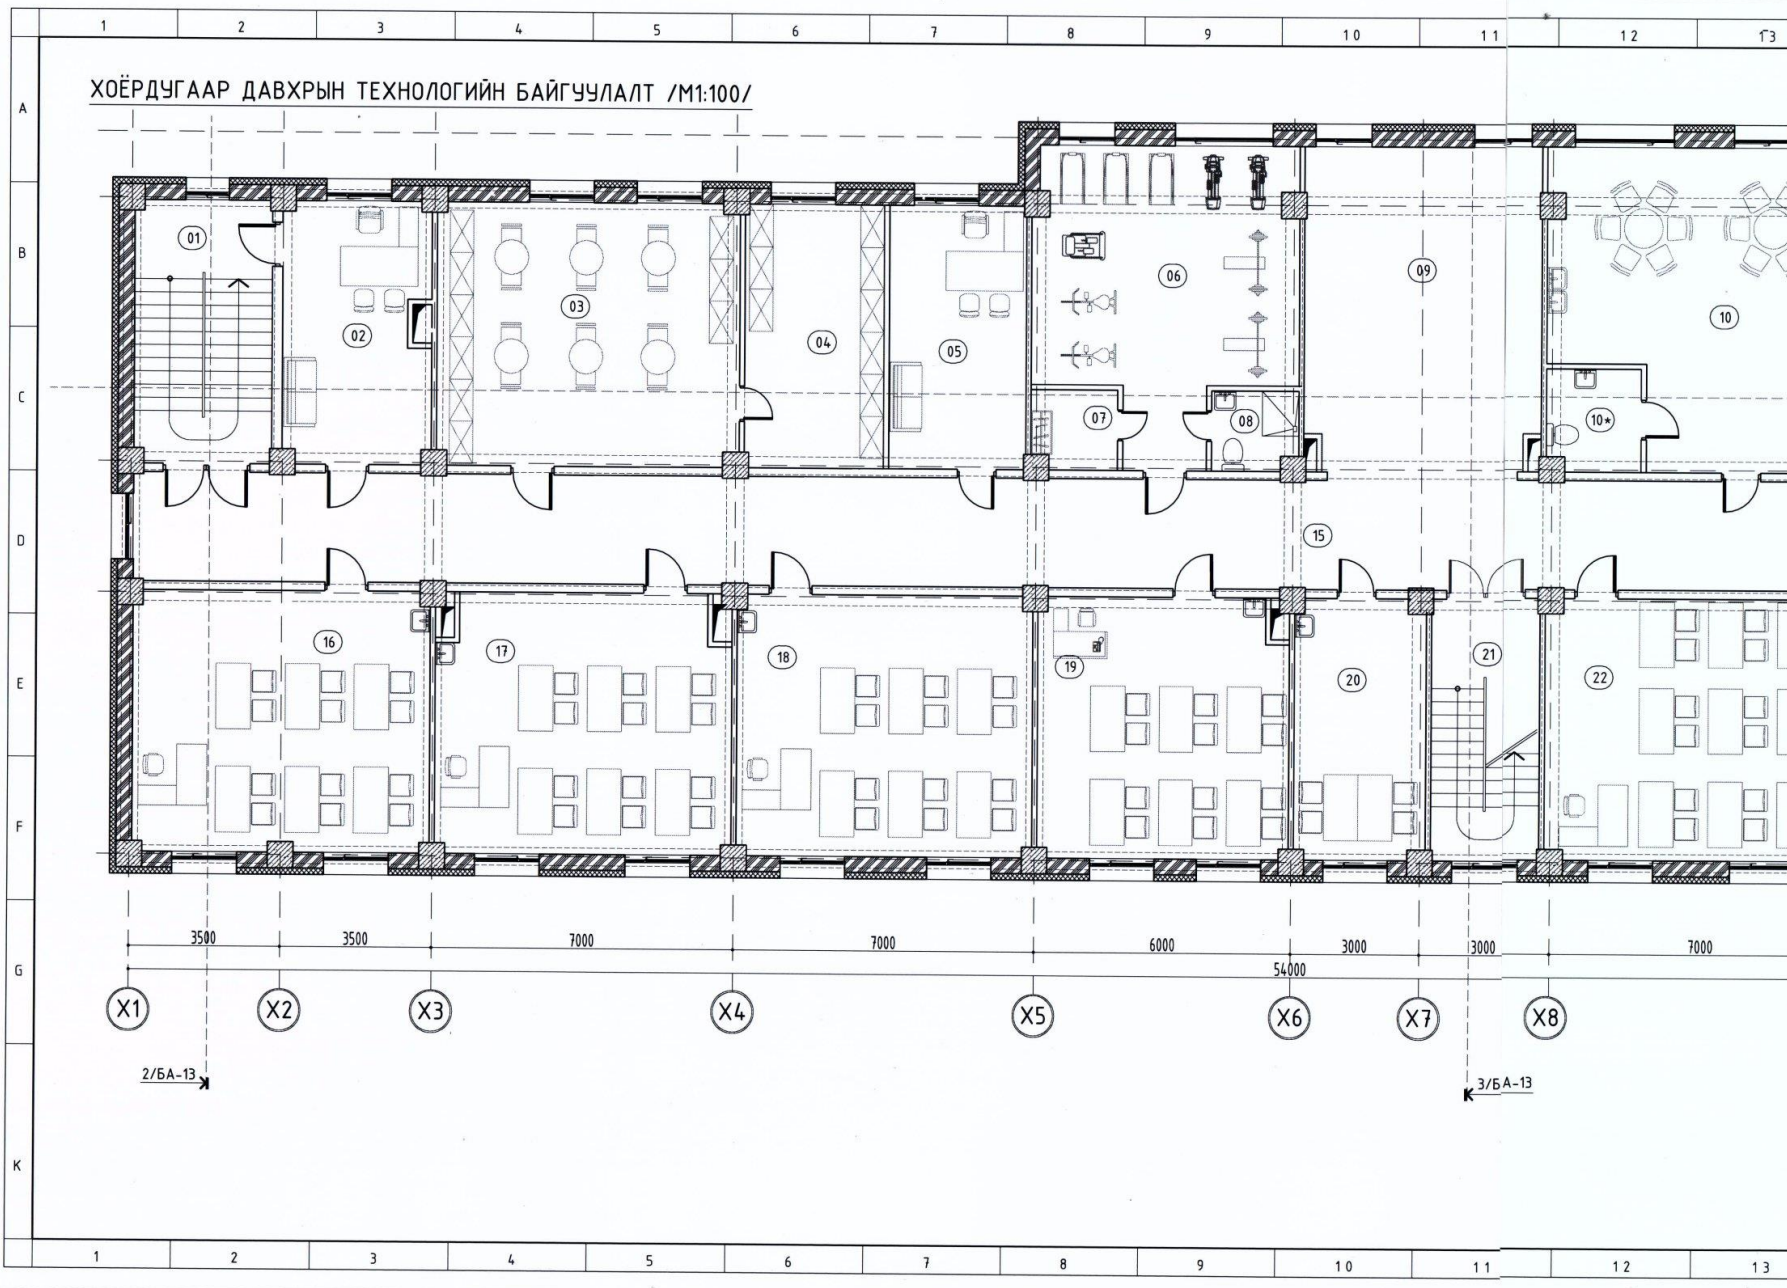 1 2 3 4 5 6 7 8 9 10 11 12 13
ХОЁРДУГААР ДАВХРЫН ТЕХНОЛОГИЙН БАЙГУУЛАЛТ /М1:100/
A
B
C
D
E
F
G
K
01
02
03
04
05
06
07
08
09
10
10*
15
16
17
18
19
20
21
22
3500 3500 7000 7000 6000 3000 3000 7000
54000
X1 X2 X3 X4 X5 X6 X7 X8
2/БА-13
3/БА-13
1 2 3 4 5 6 7 8 9 10 11 12 13